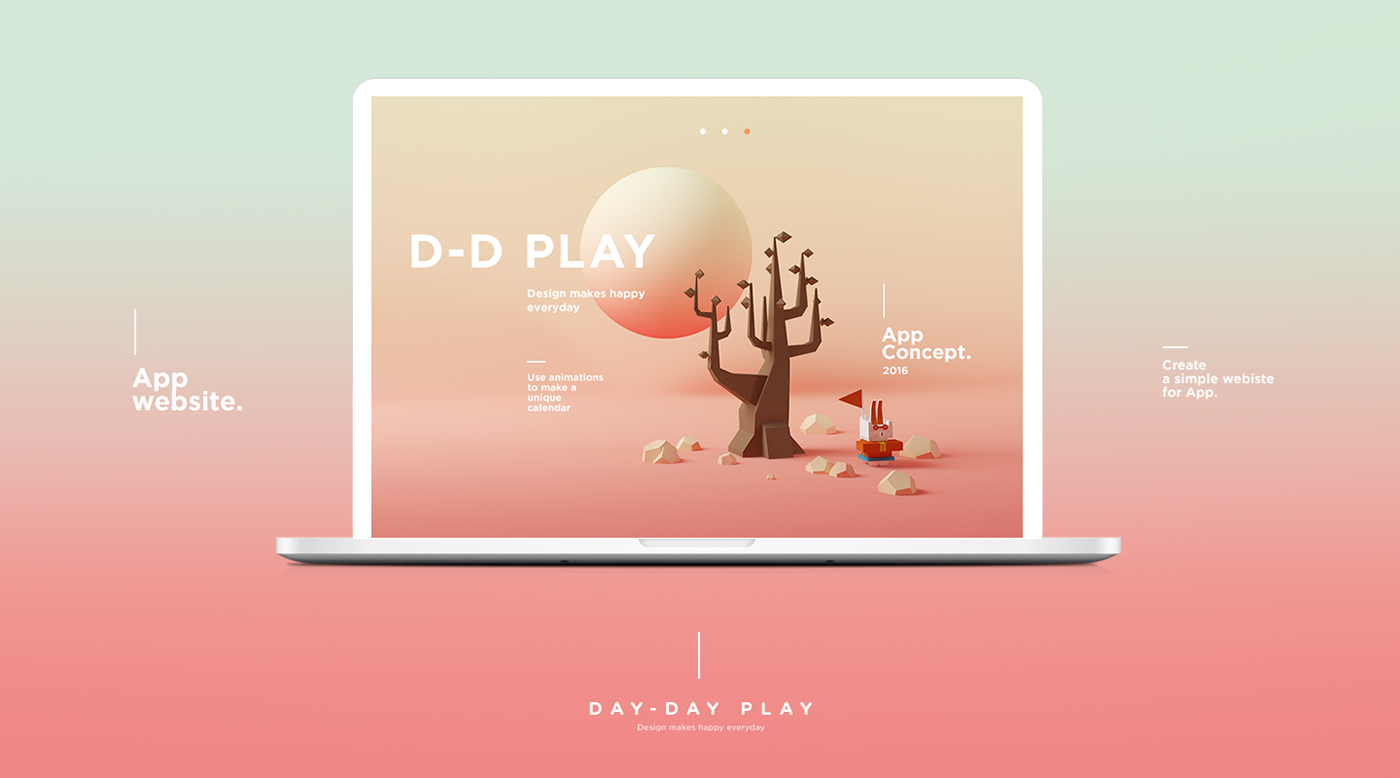 D-D PLAY
Design makes happy
everyday
Use animations
to make a
unique
calendar
App
Concept.
2016
App
website.
Create
a simple webiste
for App.
DAY-DAY PLAY
Design makes happy everyday